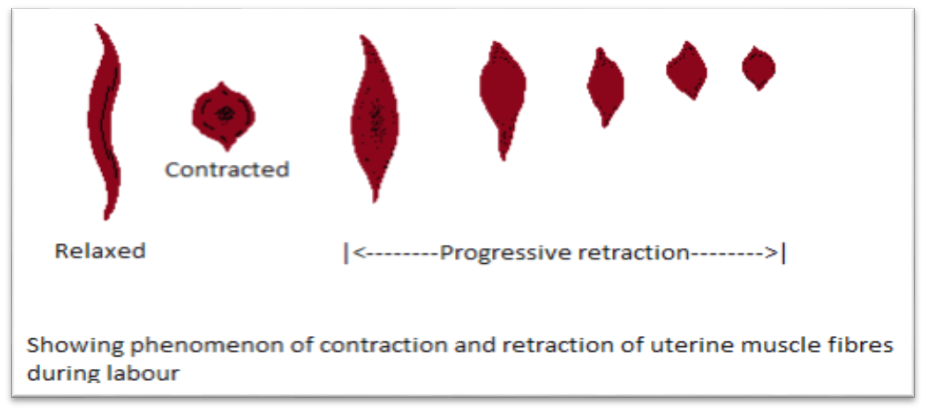 Contracted
Relaxed
|<--------Progressive retraction-------->|
Showing phenomenon of contraction and retraction of uterine muscle fibres
during labour